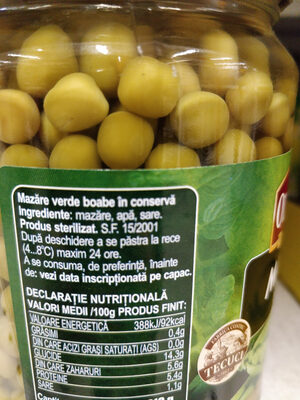 Mazăre verde boabe în conservă
Ingrediente: mazăre, apă, sare.
Produs sterilizat. S.F. 15/2001
După deschidere a se păstra la rece
(4...8°C) maxim 24 ore.
A se consuma, de preferință, înainte
de: vezi data inscripționată pe capac.
DECLARAȚIE NUTRIȚIONALĂ
VALORI MEDII /100g PRODUS FINIT:
VALOARE ENERGETICĂ 388kJ/92kcal
GRĂSIMI 0.4g
DIN CARE ACIZI GRAȘI SATURAȚI (AGS) 0.0g
GLUCIDE 14,3g
DIN CARE ZAHARURI 5.6g
PROTEINE 5.4g
SARE 1,1g
TECUCI